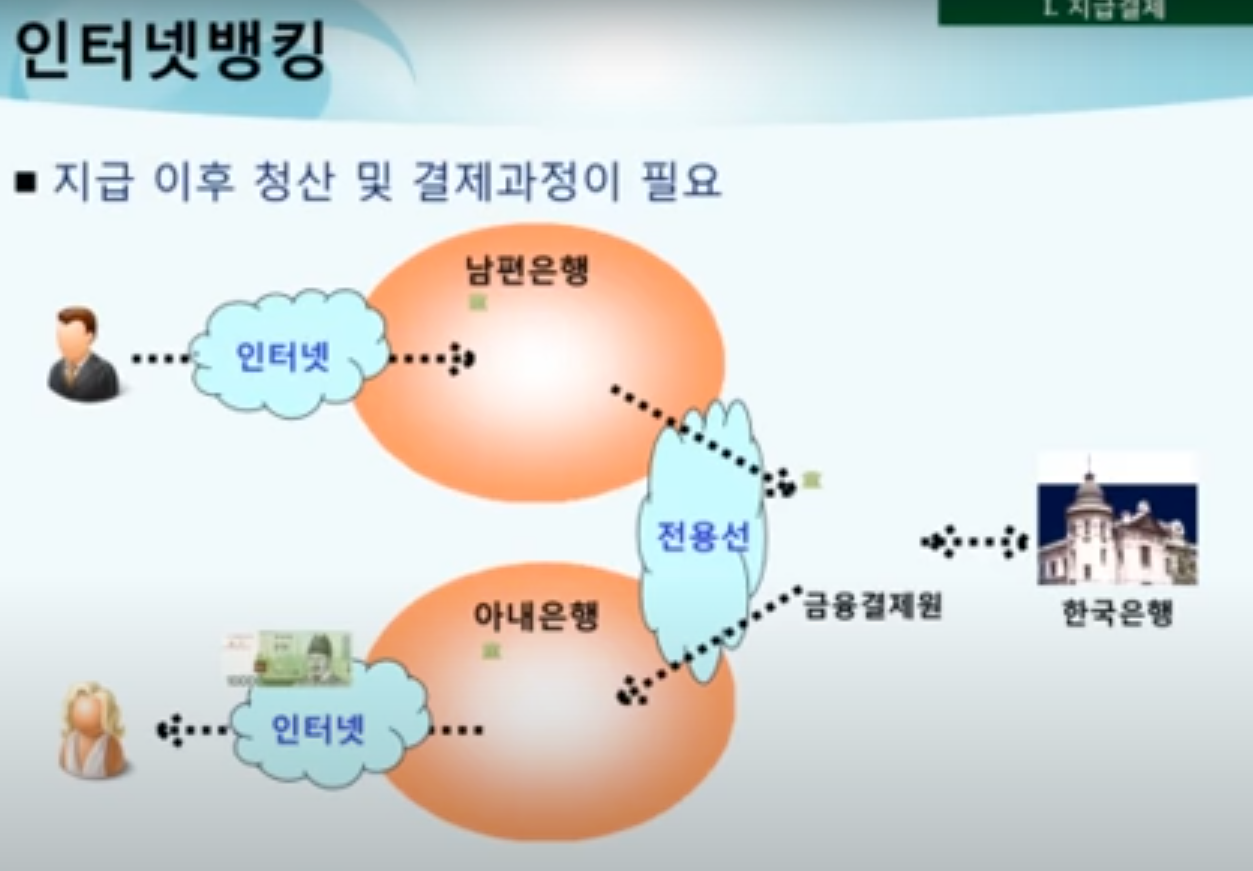 I. 지급결제
인터넷뱅킹
■ 지급 이후 청산 및 결제과정이 필요
남편은행
인터넷
전용선
금융결제원
한국은행
아내은행
인터넷